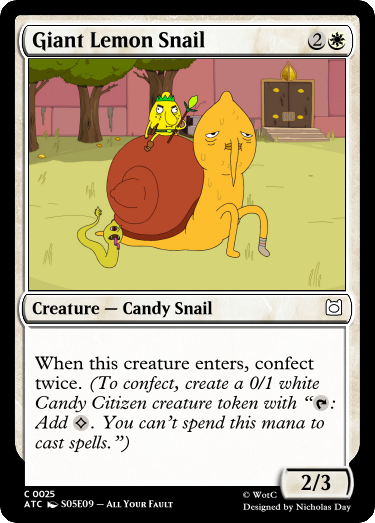 Giant Lemon Snail 2
Creature — Candy Snail
When this creature enters, confect
twice. (To confect, create a 0/1 white
Candy Citizen creature token with “:
Add . You can’t spend this mana to
cast spells.”)
2/3
C 0025
ATC S05E09 – All Your Fault
© WotC
Designed by Nicholas Day